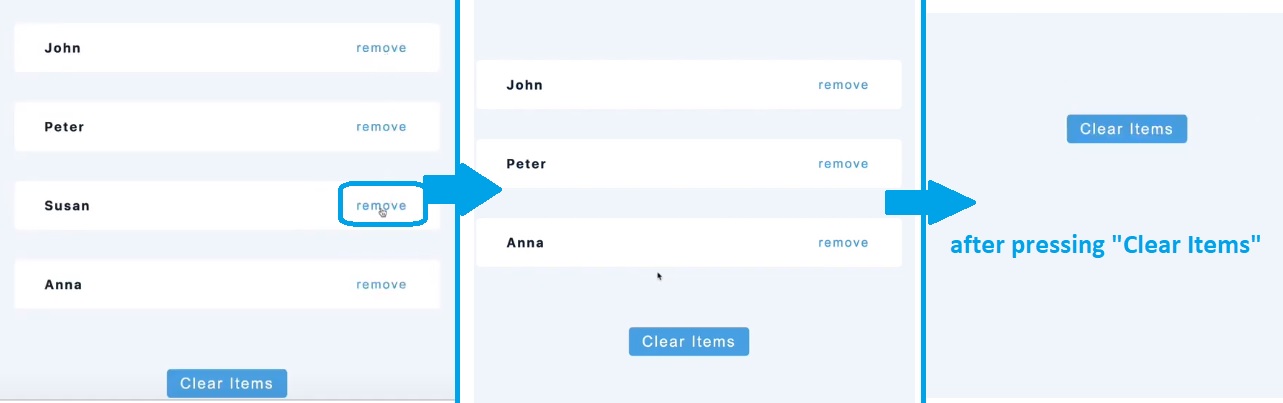 John remove
Peter remove
Susan remove
Anna remove
Clear Items
John remove
Peter remove
Anna remove
Clear Items
Clear Items
after pressing "Clear Items"